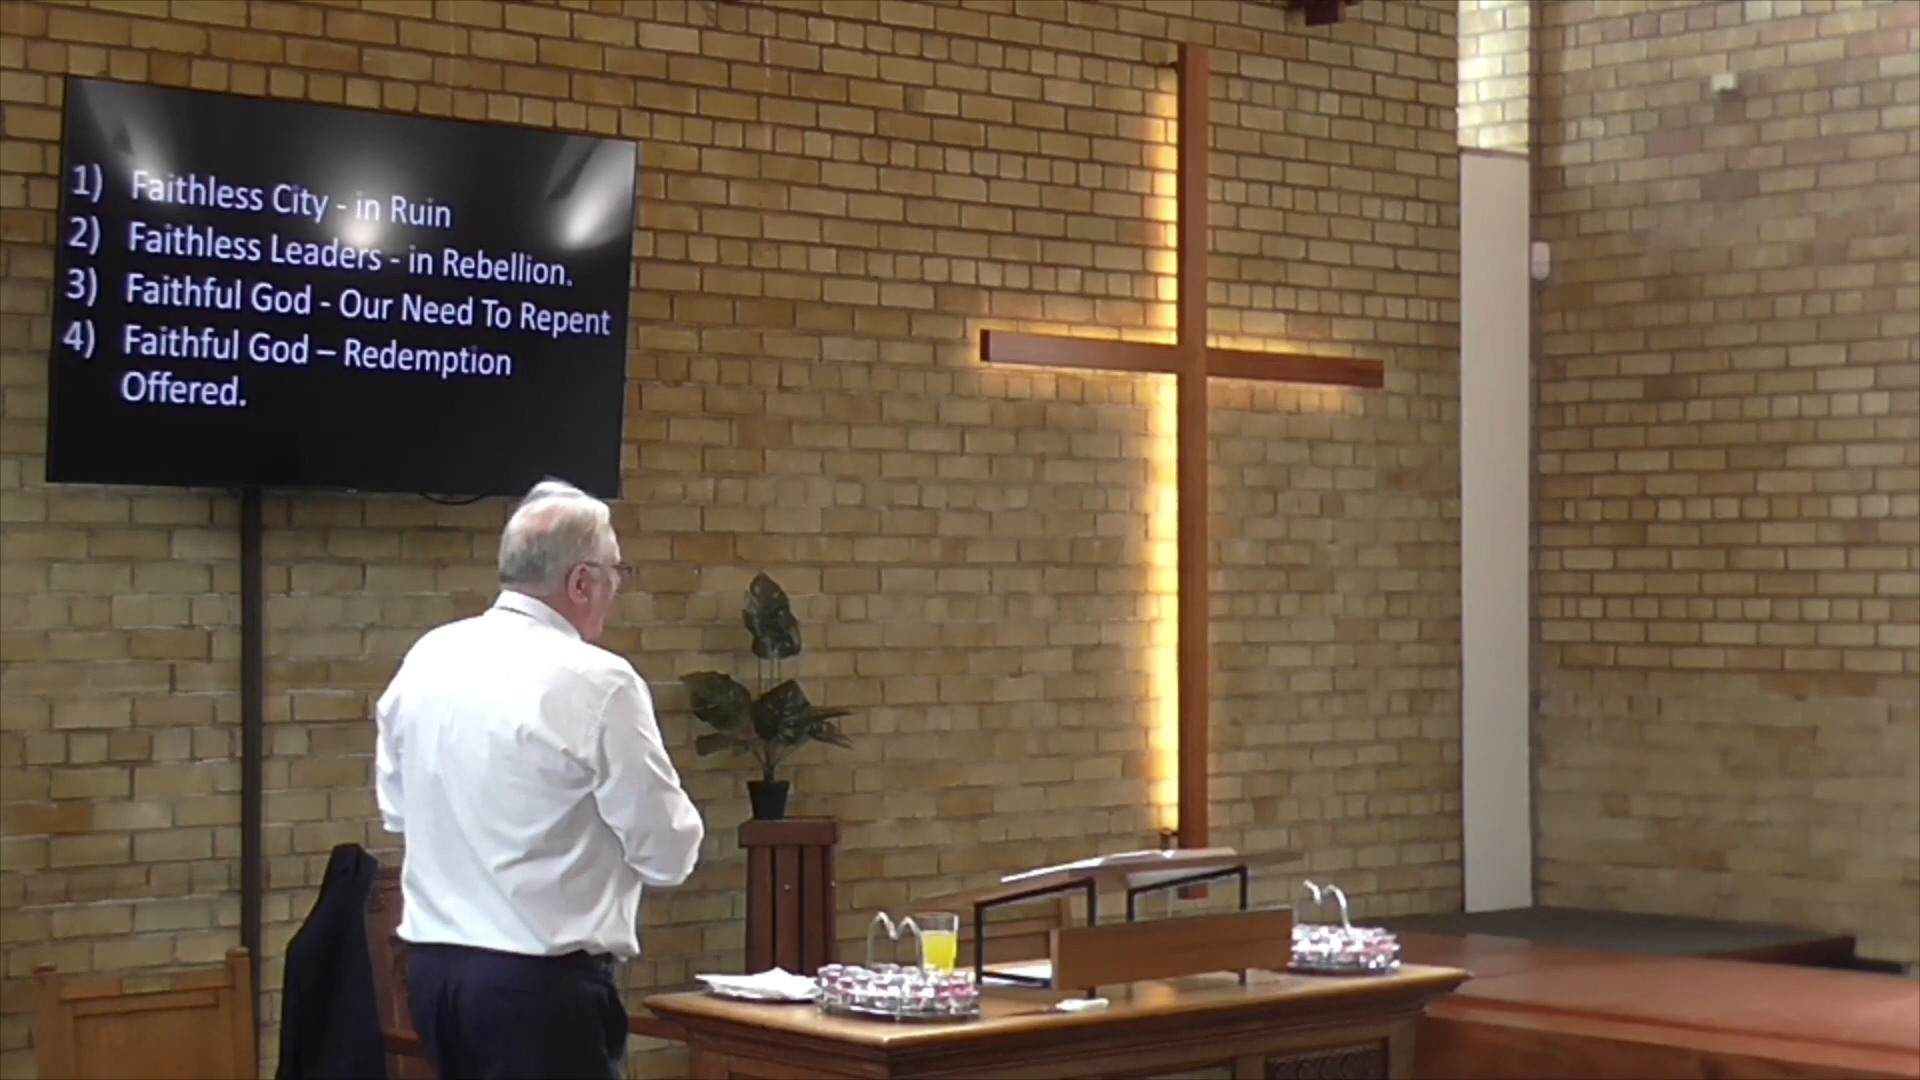 1) Faithless City - in Ruin
2) Faithless Leaders - in Rebellion.
3) Faithful God - Our Need To Repent
4) Faithful God – Redemption
Offered.